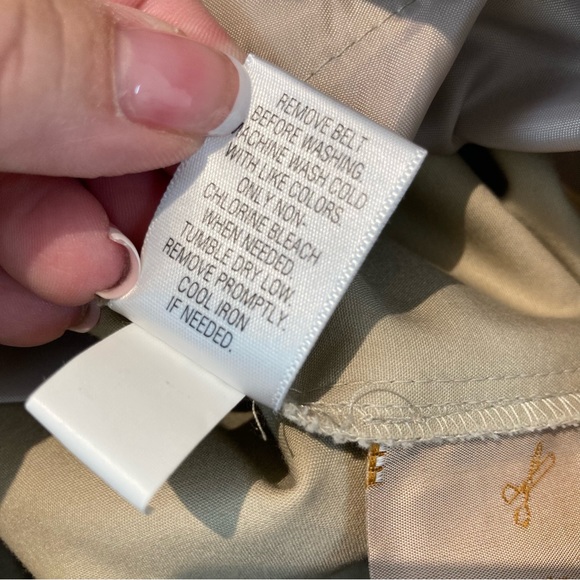 REMOVE BELT
BEFORE WASHING.
MACHINE WASH COLD
WITH LIKE COLORS.
ONLY NON-
CHLORINE BLEACH
WHEN NEEDED.
TUMBLE DRY LOW.
REMOVE PROMPTLY.
COOL IRON
IF NEEDED.